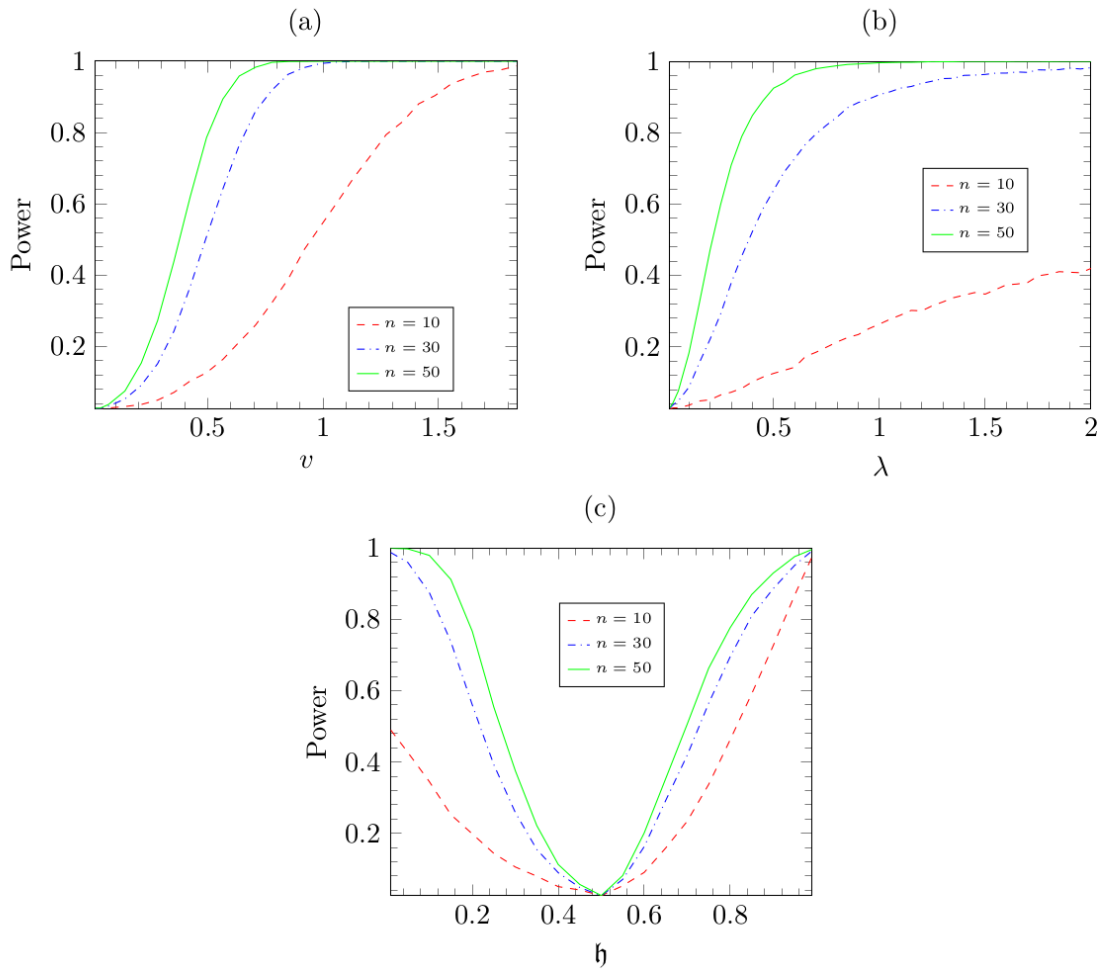 (a)
1
0.8
0.6
0.4
0.2
Power
n = 10
n = 30
n = 50
0.5
1
1.5
v
(b)
1
0.8
0.6
0.4
0.2
Power
n = 10
n = 30
n = 50
0.5
1
1.5
2
λ
(c)
1
0.8
0.6
0.4
0.2
Power
n = 10
n = 30
n = 50
0.2
0.4
0.6
0.8
𝔥